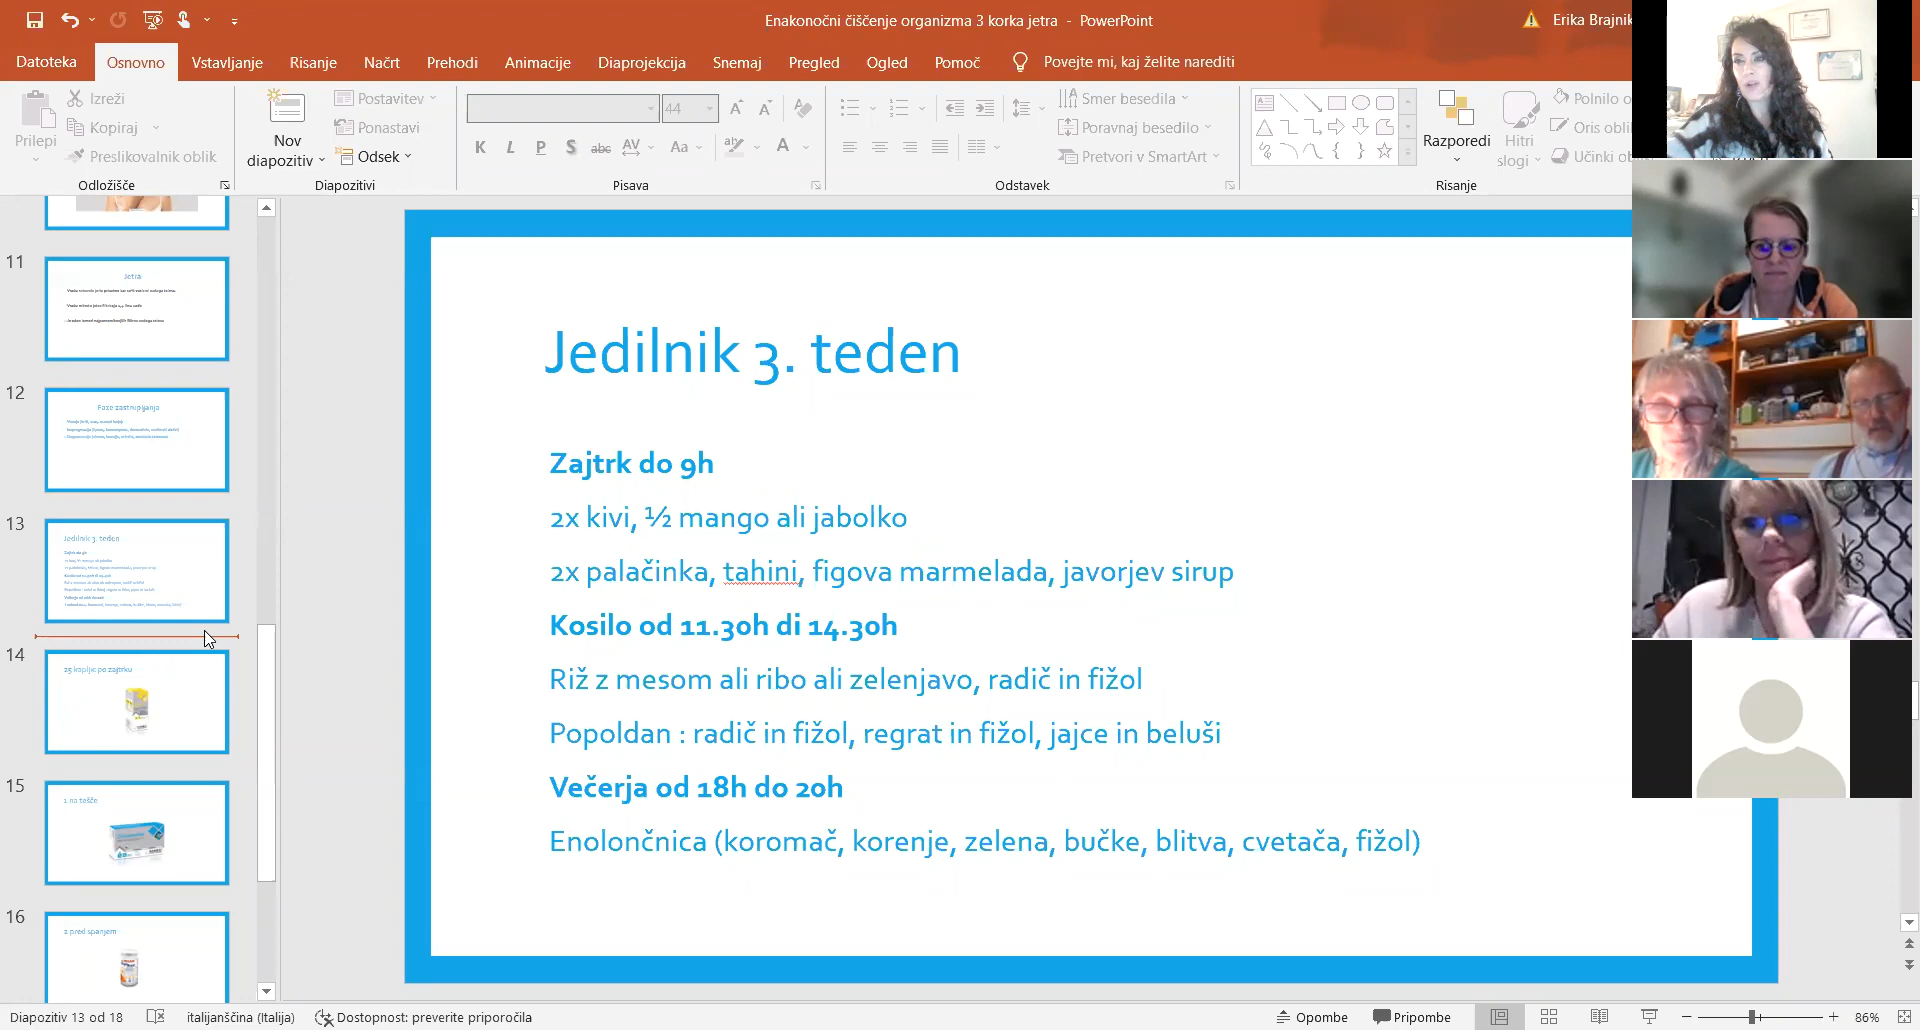 Enakonočni čiščenje organizma 3 korka jetra - PowerPoint
Erika Brajnik
Datoteka Osnovno Vstavljanje Risanje Načrt Prehodi Animacije Diaprojekcija Snemaj Pregled Ogled Pomoč Povejte mi, kaj želite narediti
Prilepi
Izreži
Kopiraj
Preslikovalnik oblik
Odložišče
Nov diapozitiv
Postavitev
Ponastavi
Odsek
Diapozitivi
44
K L P S abc AV Aa A
Pisava
Smer besedila
Poravnaj besedilo
Pretvori v SmartArt
Odstavek
Razporedi
Hitri slogi
Polnilo o
Oris obli
Učinki o
Risanje
11
Jetra
12
Faze zastrupljanja
13
Jedilnik 3. teden
14
25 kapljic po zajtrku
15
1 na tešče
16
2 pred spanjem
Jedilnik 3. teden
Zajtrk do 9h
2x kivi, ½ mango ali jabolko
2x palačinka, tahini, figova marmelada, javorjev sirup
Kosilo od 11.30h di 14.30h
Riž z mesom ali ribo ali zelenjavo, radič in fižol
Popoldan : radič in fižol, regrat in fižol, jajce in beluši
Večerja od 18h do 20h
Enolončnica (koromač, korenje, zelena, bučke, blitva, cvetača, fižol)
Diapozitiv 13 od 18 italijanščina (Italija) Dostopnost: preverite priporočila Opombe Pripombe 86%